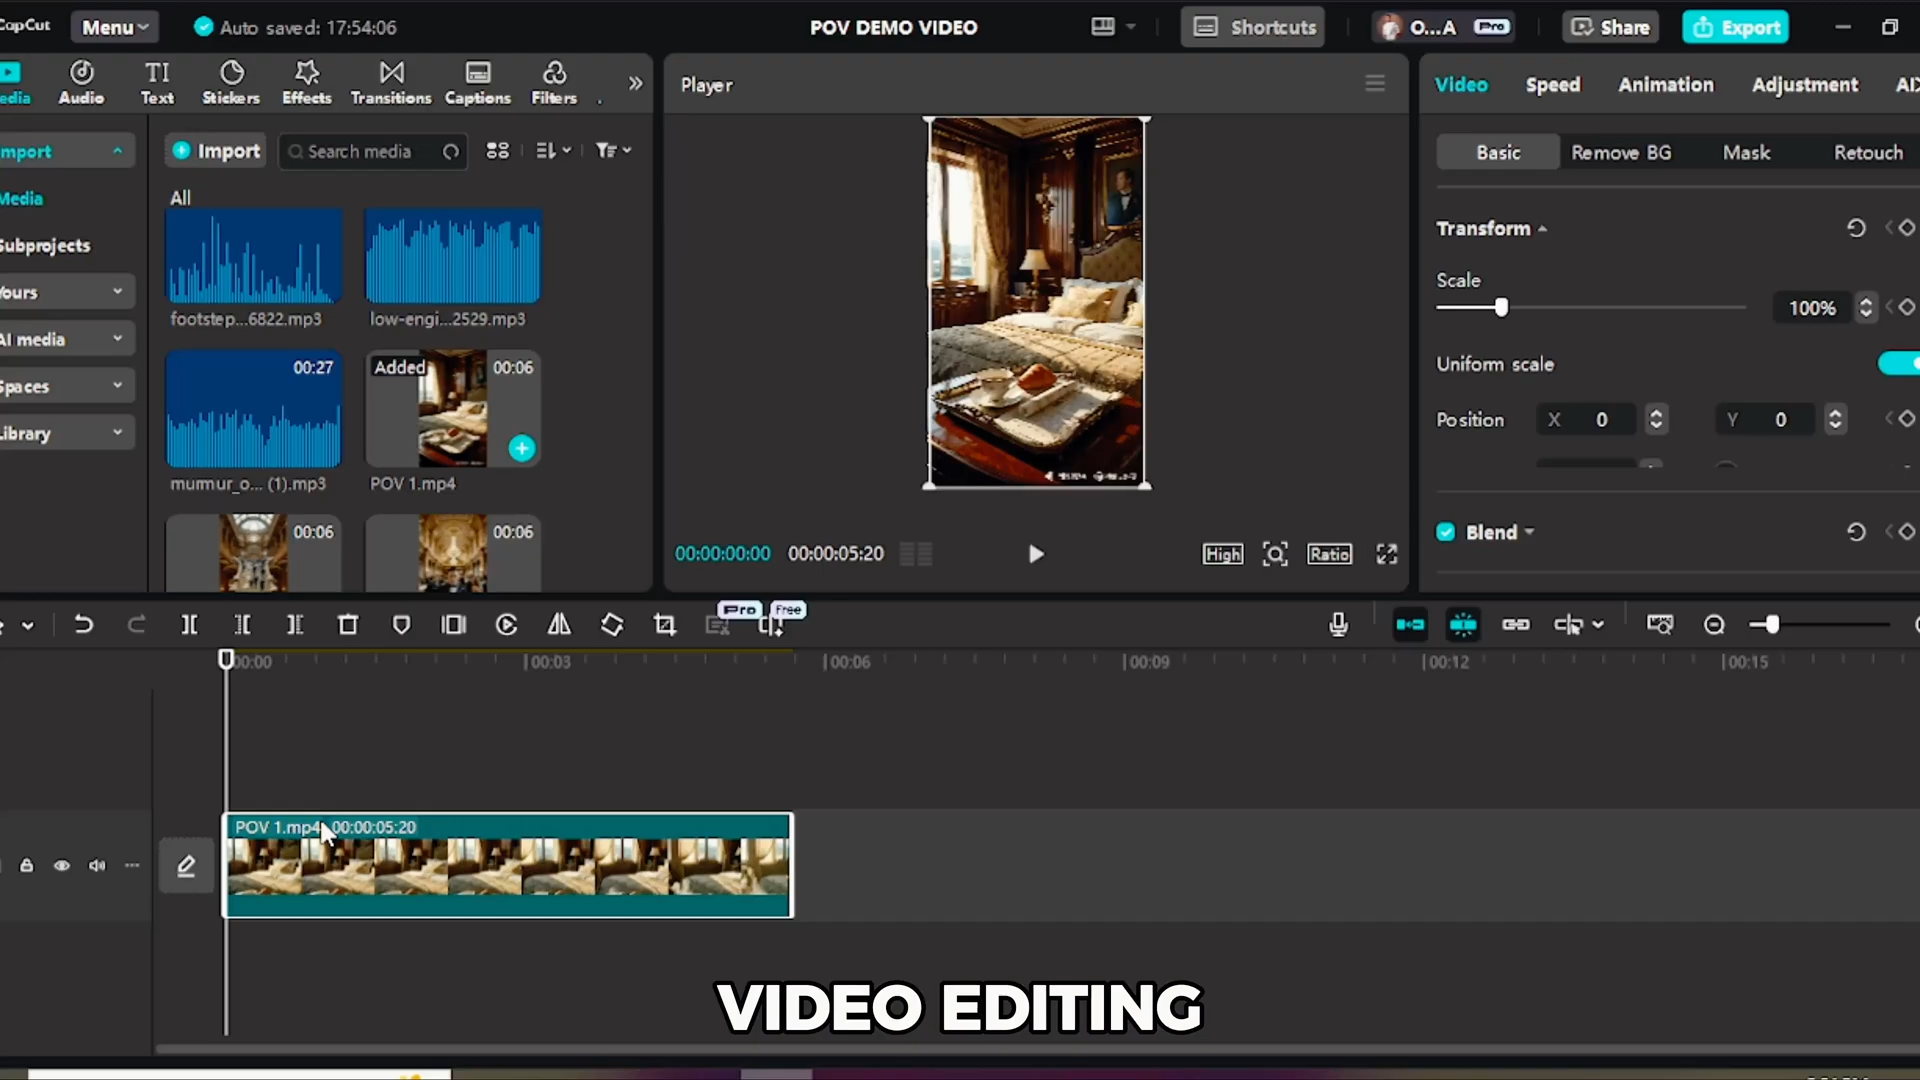 CapCut
Menu
Auto saved: 17:54:06
POV DEMO VIDEO
Shortcuts
O...A
Pro
Share
Export
edia
Audio
Text
Stickers
Effects
Transitions
Captions
Filters
Player
Video
Speed
Animation
Adjustment
mport
Import
Search media
Basic
Remove BG
Mask
Retouch
Media
All
Subprojects
Yours
AI media
Spaces
Library
footstep...6822.mp3
low-engi...2529.mp3
00:27
Added
00:06
murmur_o... (1).mp3
POV 1.mp4
00:06
00:06
Transform
Scale
100%
Uniform scale
Position
X
0
Y
0
Blend
00:00:00:00
00:00:05:20
High
Ratio
Pro
Free
00:00
00:03
00:06
00:09
00:12
00:15
POV 1.mp4 00:00:05:20
VIDEO EDITING